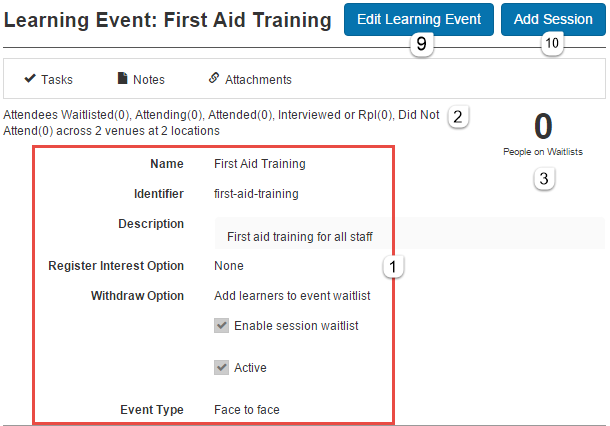 Learning Event: First Aid Training Edit Learning Event Add Session
9 10
Tasks Notes Attachments
Attendees Waitlisted(0), Attending(0), Attended(0), Interviewed or Rpl(0), Did Not
Attend(0) across 2 venues at 2 locations
2
0
People on Waitlists
3
Name First Aid Training
Identifier first-aid-training
Description First aid training for all staff
Register Interest Option None
1
Withdraw Option Add learners to event waitlist
Enable session waitlist
Active
Event Type Face to face